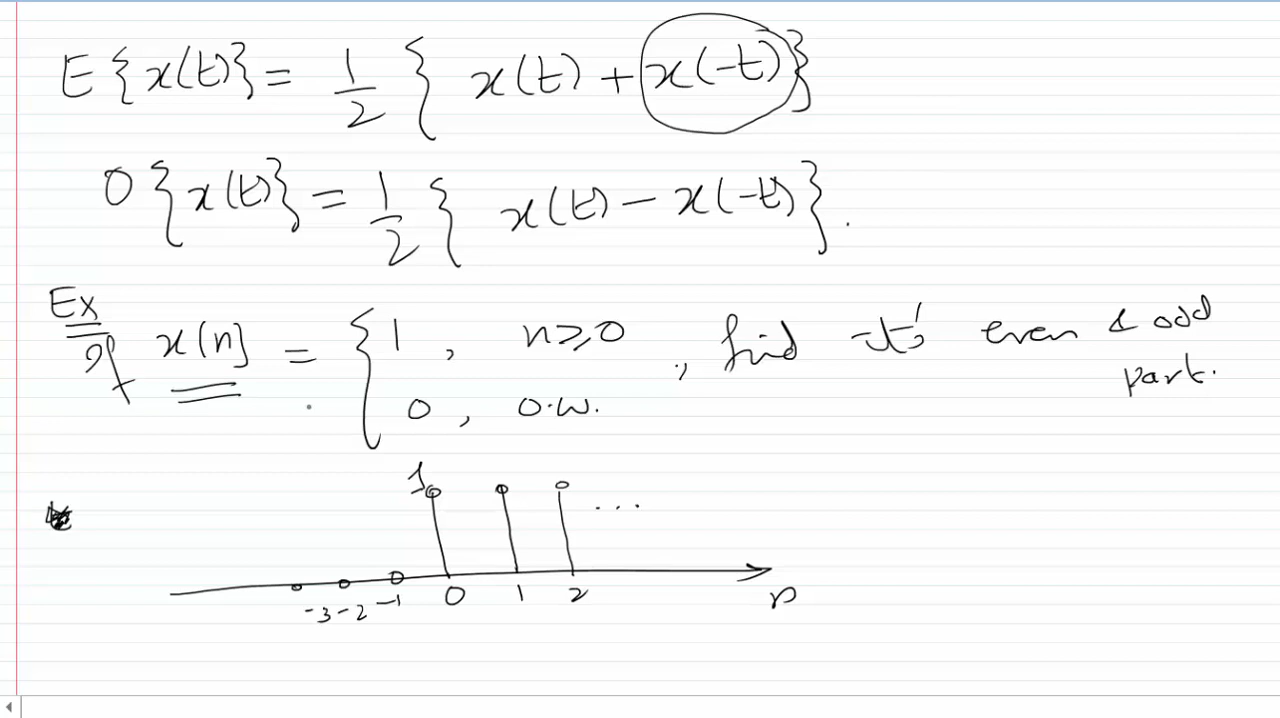 E{x(t)} = 1/2 { x(t) + x(-t)}
O{x(t)} = 1/2 { x(t) - x(-t)}.
Ex
If x[n] = { 1, n≥0 , find it's even & odd part.
0, o.w.
1 ...
-3 -2 -1 0 1 2 n